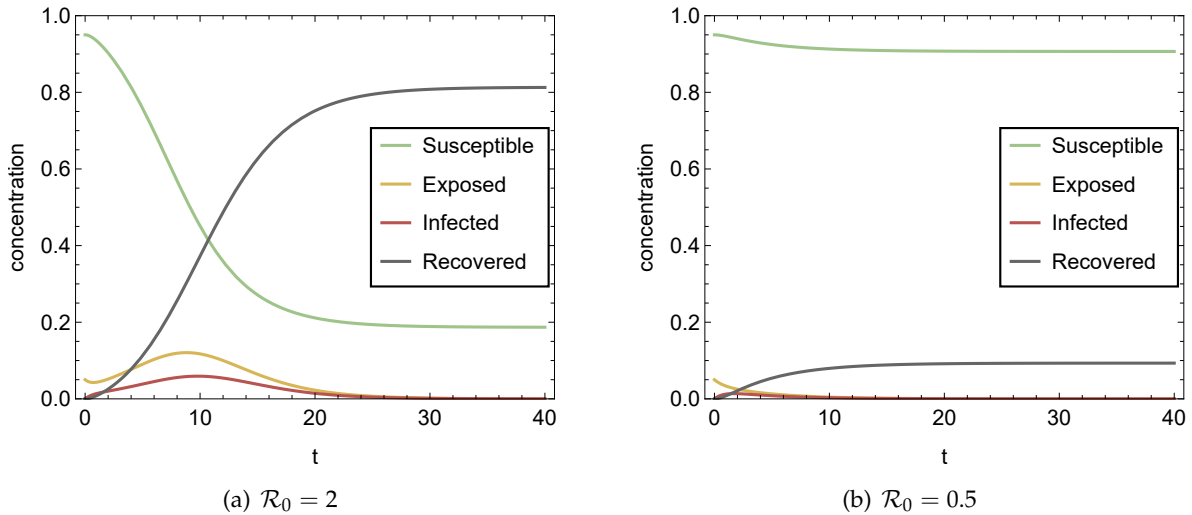 1.0
0.8
0.6
0.4
0.2
0.0
0 10 20 30 40
concentration
t
Susceptible
Exposed
Infected
Recovered
(a) ℛ₀ = 2
1.0
0.8
0.6
0.4
0.2
0.0
0 10 20 30 40
concentration
t
Susceptible
Exposed
Infected
Recovered
(b) ℛ₀ = 0.5